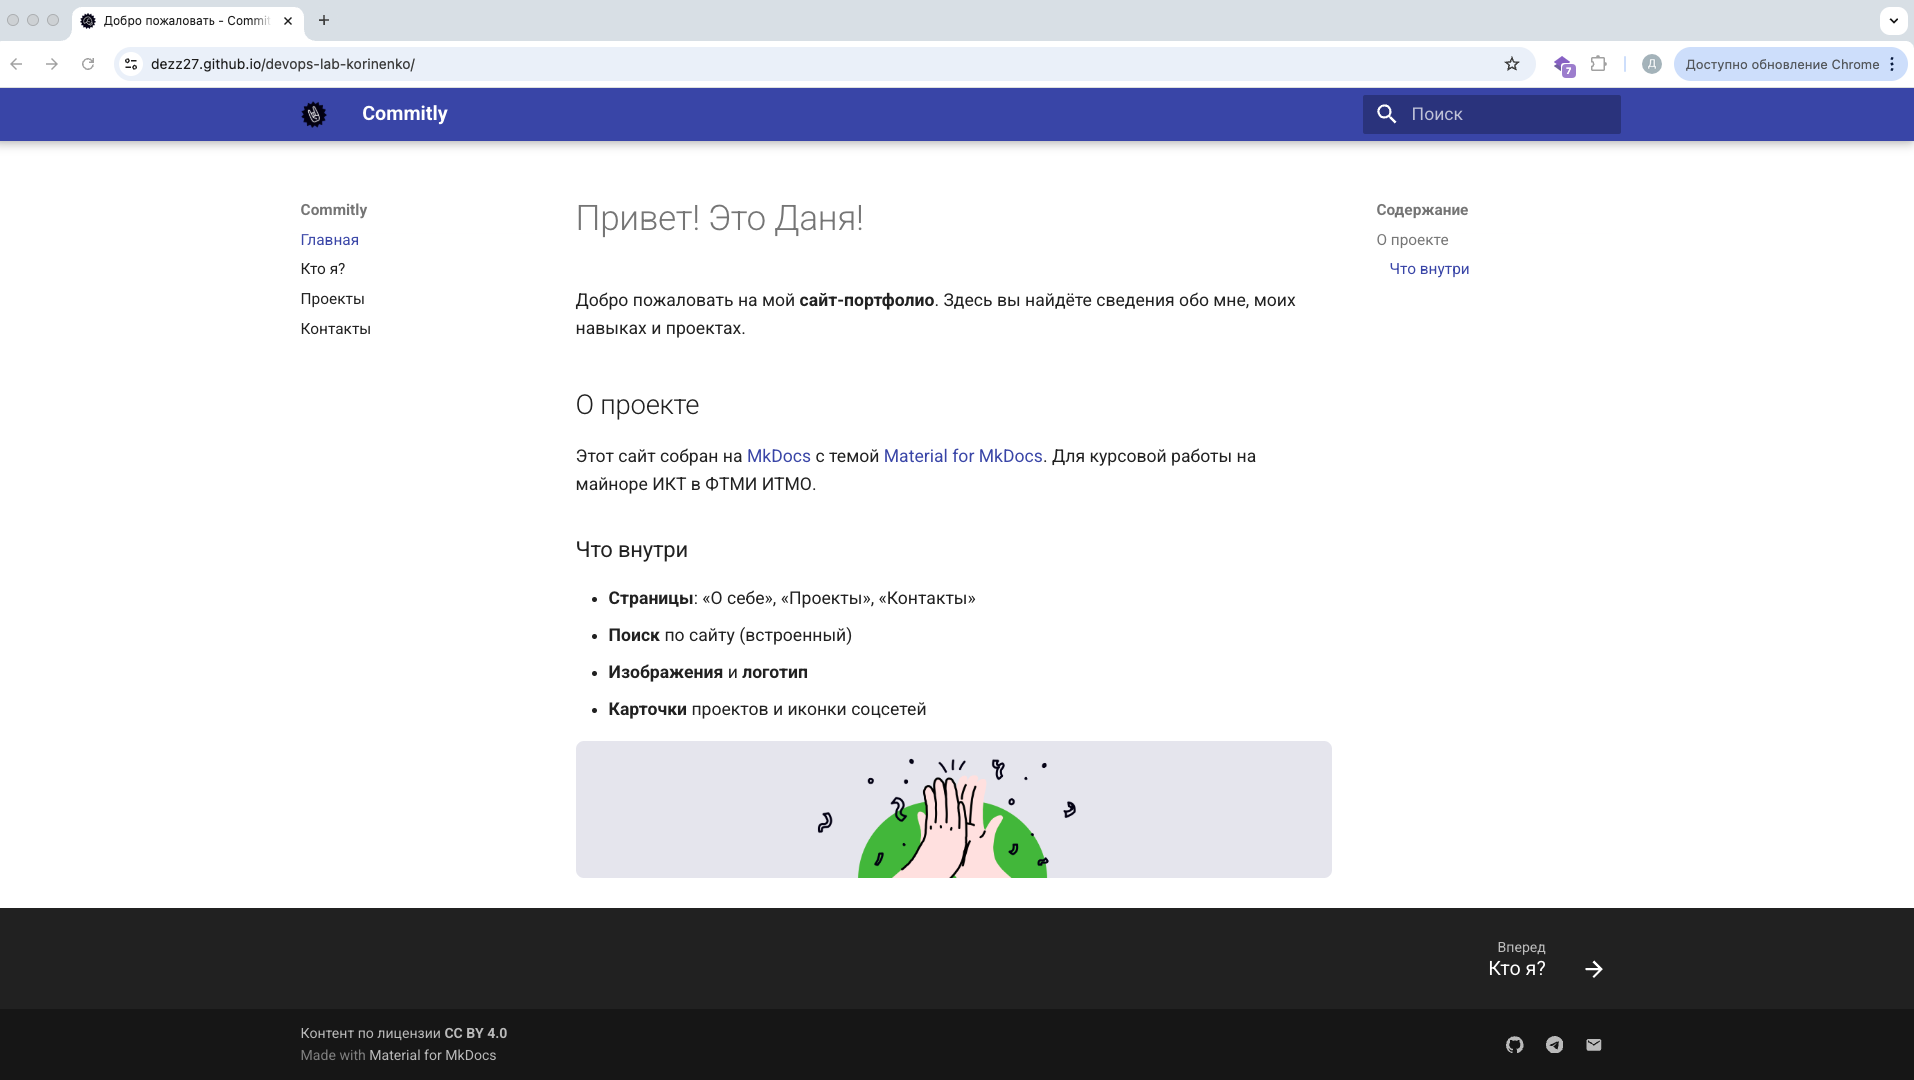 Добро пожаловать - Commit
dezz27.github.io/devops-lab-korinenko/
7
Д
Доступно обновление Chrome
Commitly
Поиск
Commitly
Главная
Кто я?
Проекты
Контакты
Привет! Это Даня!
Добро пожаловать на мой сайт-портфолио. Здесь вы найдёте сведения обо мне, моих
навыках и проектах.
О проекте
Этот сайт собран на MkDocs с темой Material for MkDocs. Для курсовой работы на
майноре ИКТ в ФТМИ ИТМО.
Что внутри
• Страницы: «О себе», «Проекты», «Контакты»
• Поиск по сайту (встроенный)
• Изображения и логотип
• Карточки проектов и иконки соцсетей
Содержание
О проекте
Что внутри
Вперед
Кто я?
Контент по лицензии CC BY 4.0
Made with Material for MkDocs